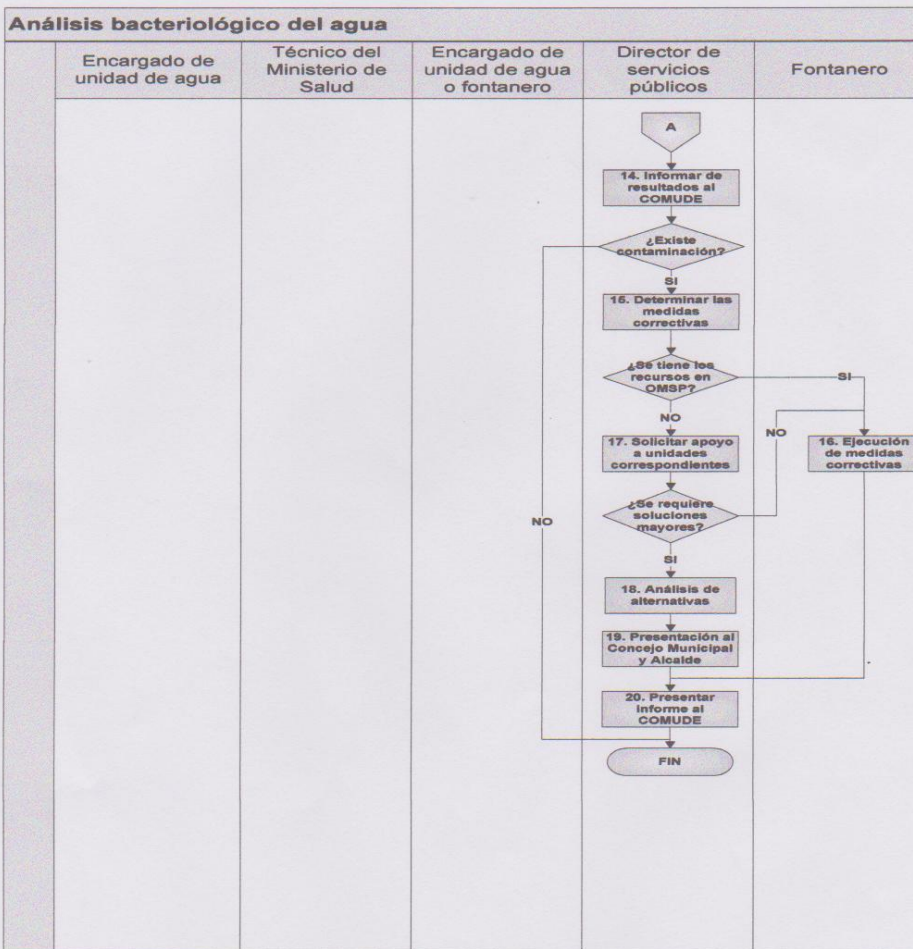 Análisis bacteriológico del agua
Encargado de
unidad de agua
Técnico del
Ministerio de
Salud
Encargado de
unidad de agua
o fontanero
Director de
servicios
públicos
Fontanero
A
14. Informar de
resultados al
COMUDE
¿Existe
contaminación?
SI
15. Determinar las
medidas
correctivas
¿Se tiene los
recursos en
OMSP?
SI
NO
NO
17. Solicitar apoyo
a unidades
correspondientes
16. Ejecución
de medidas
correctivas
¿Se requiere
soluciones
mayores?
NO
SI
18. Análisis de
alternativas
19. Presentación al
Concejo Municipal
y Alcalde
20. Presentar
informe al
COMUDE
FIN